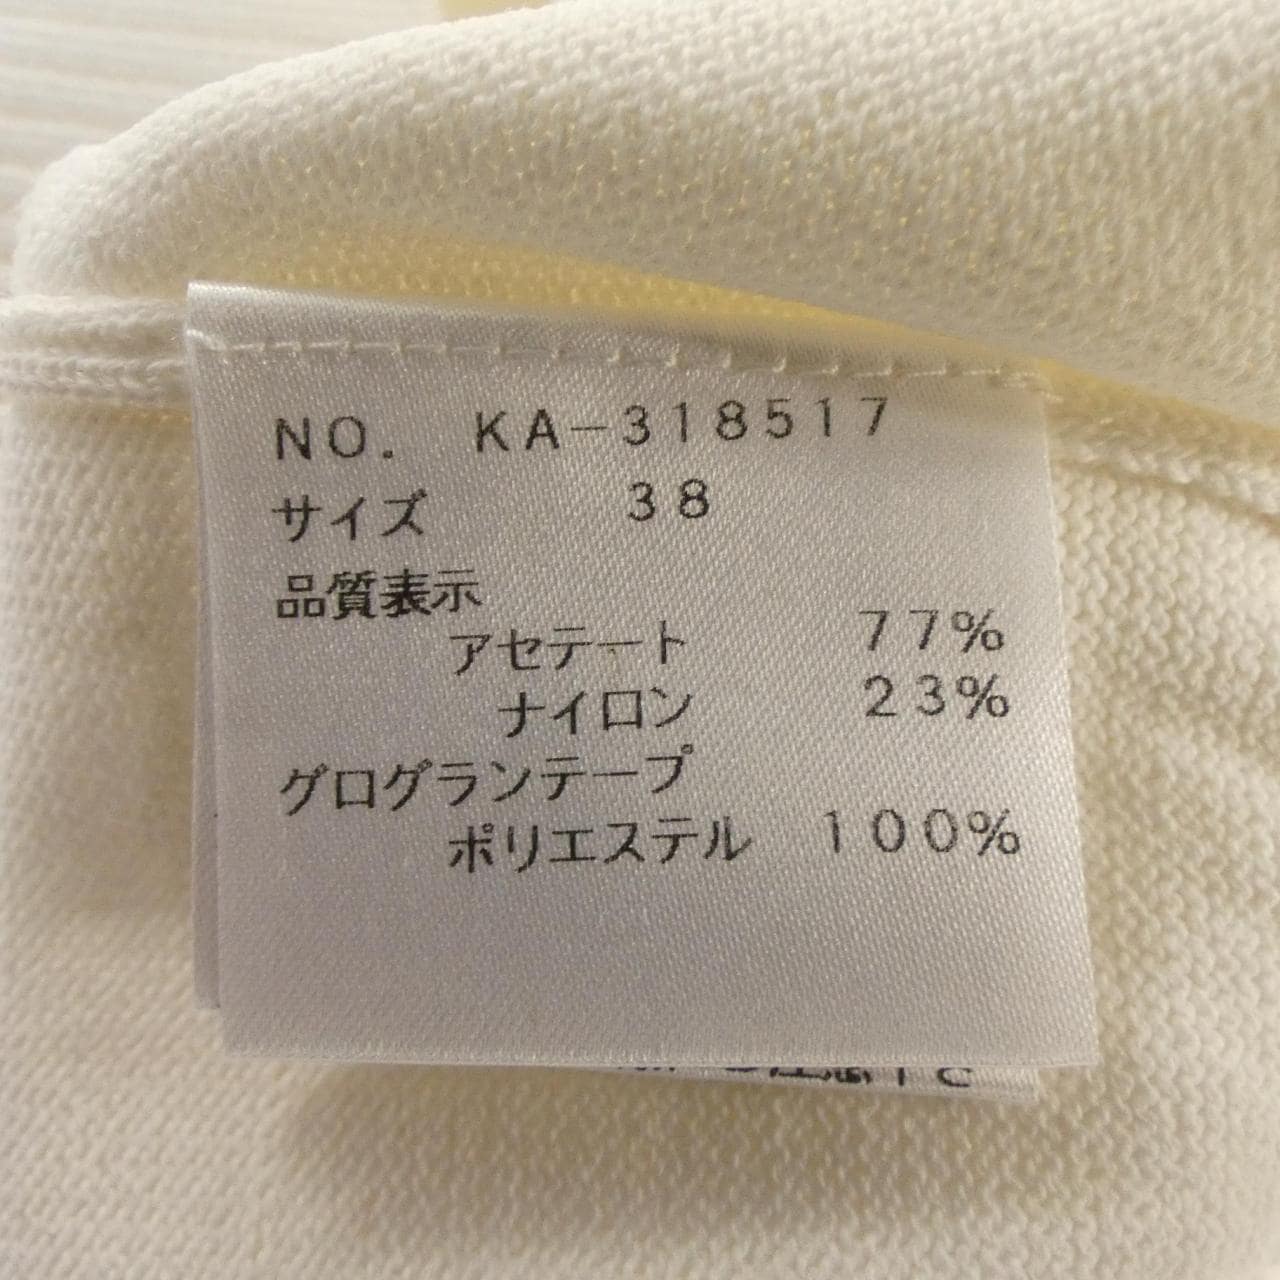 NO. KA-318517
サイズ 38
品質表示
アセテート 77%
ナイロン 23%
グログランテープ
ポリエステル 100%